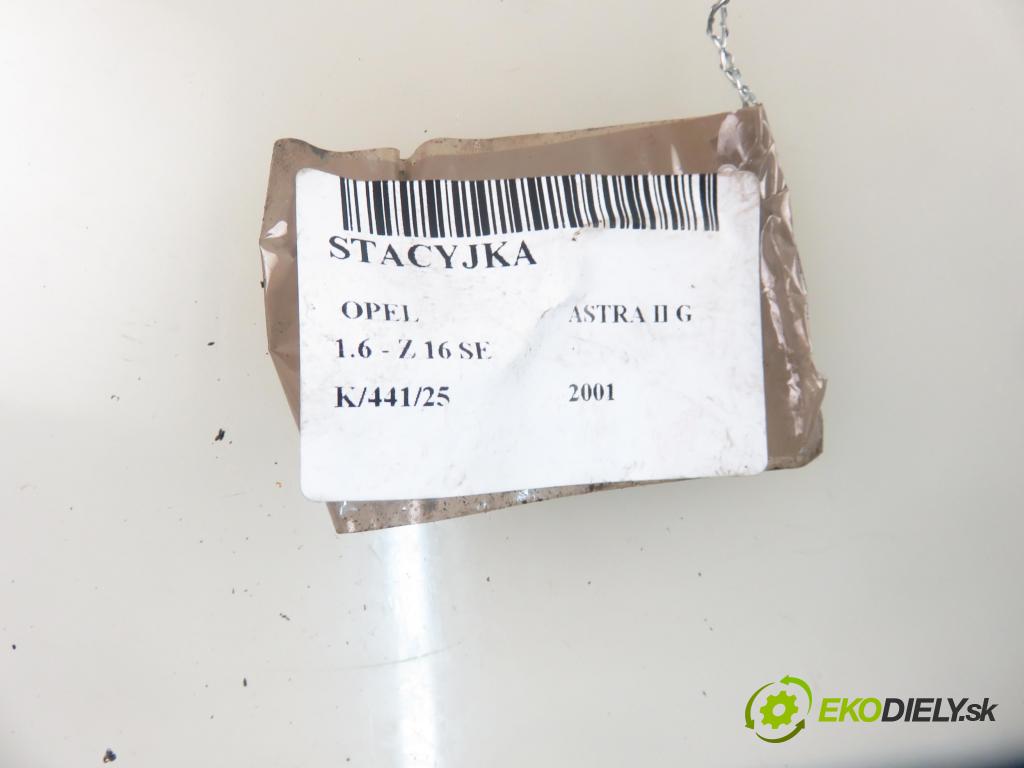 STACYJKA
OPEL ASTRA II G
1.6 - Z 16 SE
K/441/25 2001
EKODIELY.sk